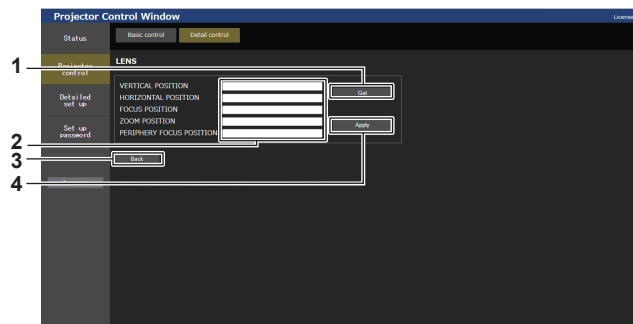 Projector Control Window
License
Status
Basic control
Detail control
Projector
control
LENS
1
VERTICAL POSITION
HORIZONTAL POSITION
FOCUS POSITION
ZOOM POSITION
PERIPHERY FOCUS POSITION
Get
Apply
Detailed
set up
Set up
password
2
3
Back
4